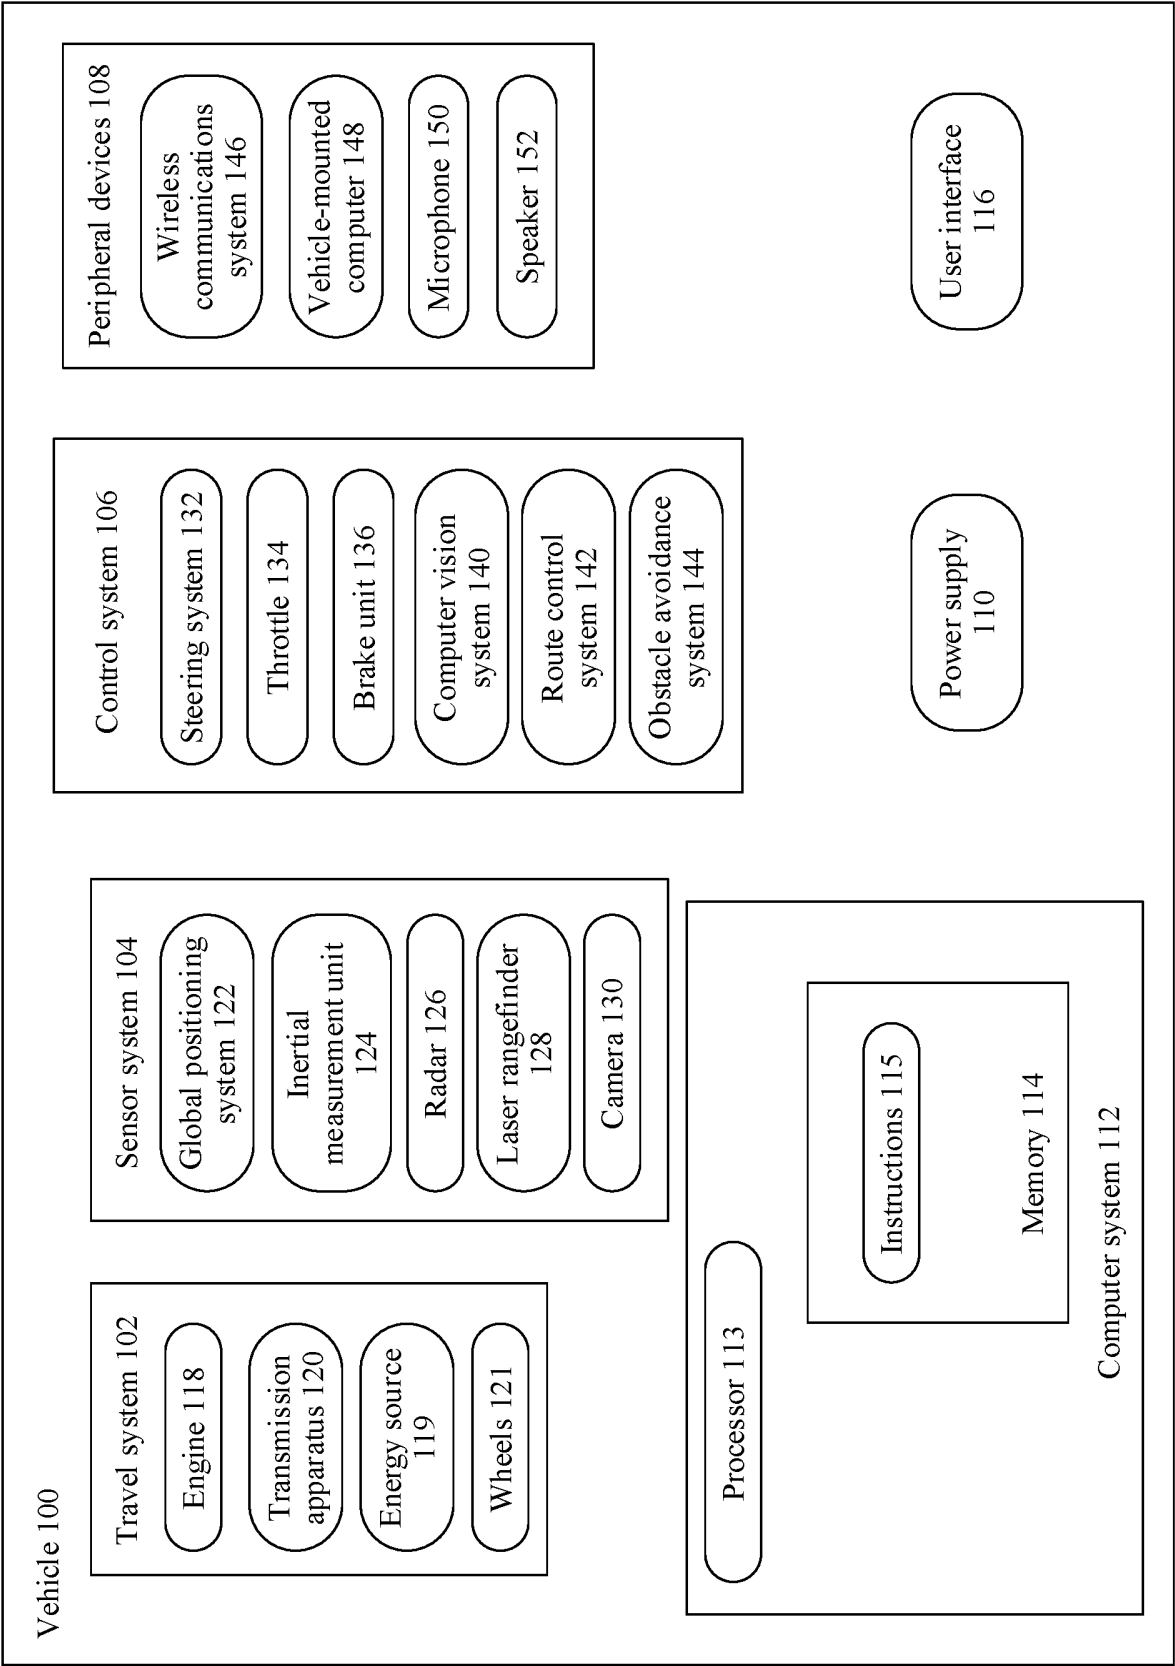 Vehicle 100
Travel system 102
Engine 118
Transmission
apparatus 120
Energy source
119
Wheels 121
Sensor system 104
Global positioning
system 122
Inertial
measurement unit
124
Radar 126
Laser rangefinder
128
Camera 130
Control system 106
Steering system 132
Throttle 134
Brake unit 136
Computer vision
system 140
Route control
system 142
Obstacle avoidance
system 144
Peripheral devices 108
Wireless
communications
system 146
Vehicle-mounted
computer 148
Microphone 150
Speaker 152
Processor 113
Instructions 115
Memory 114
Computer system 112
Power supply
110
User interface
116